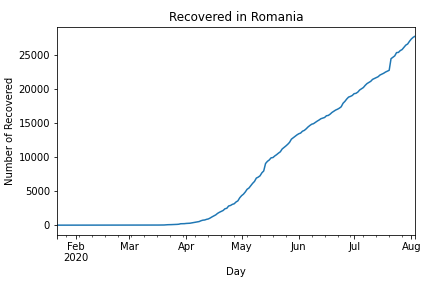 Recovered in Romania
Number of Recovered
25000
20000
15000
10000
5000
0
Feb Mar Apr May Jun Jul Aug
2020
Day